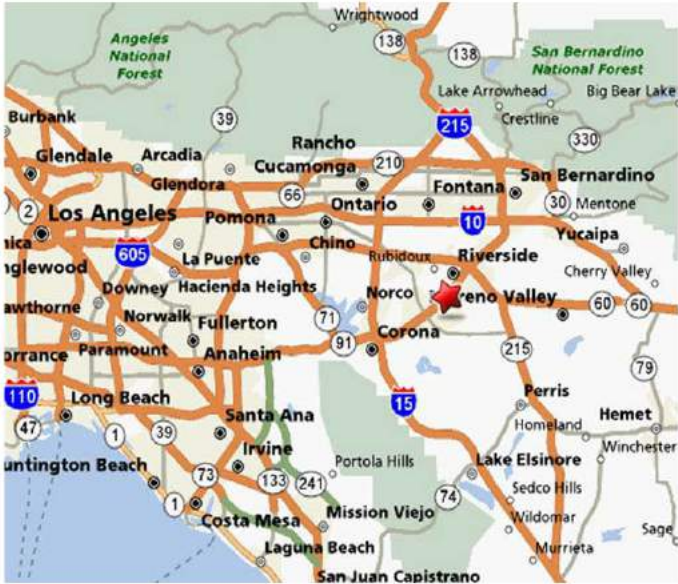 Wrightwood
Angeles
National
Forest
138
138
San Bernardino
National Forest
Lake Arrowhead
Big Bear Lake
Crestline
39
Burbank
215
330
Rancho
Cucamonga
210
Glendale
Arcadia
Glendora
66
Fontana
San Bernardino
2
Los Angeles
Pomona
Ontario
10
30
Mentone
605
La Puente
Chino
Rubidoux
Riverside
Yucaipa
Cherry Valley
Downey
Hacienda Heights
Norco
reno Valley
60
60
Norwalk
Fullerton
71
Paramount
Anaheim
91
Corona
215
79
110
Long Beach
15
Perris
47
1
39
Santa Ana
Homeland
Hemet
Winchester
untington Beach
Irvine
Portola Hills
Lake Elsinore
73
133
241
74
Sedco Hills
1
Costa Mesa
Mission Viejo
Wildomar
Sage
Laguna Beach
Murrieta
San Juan Capistrano